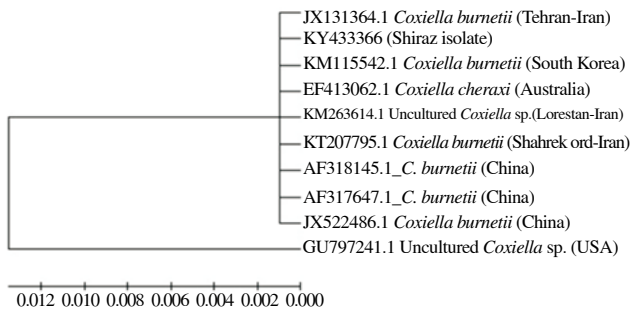 JX131364.1 Coxiella burnetii (Tehran-Iran)
KY433366 (Shiraz isolate)
KM115542.1 Coxiella burnetii (South Korea)
EF413062.1 Coxiella cheraxi (Australia)
KM263614.1 Uncultured Coxiella sp.(Lorestan-Iran)
KT207795.1 Coxiella burnetii (Shahrek ord-Iran)
AF318145.1_C. burnetii (China)
AF317647.1_C. burnetii (China)
JX522486.1 Coxiella burnetii (China)
GU797241.1 Uncultured Coxiella sp. (USA)
0.012 0.010 0.008 0.006 0.004 0.002 0.000